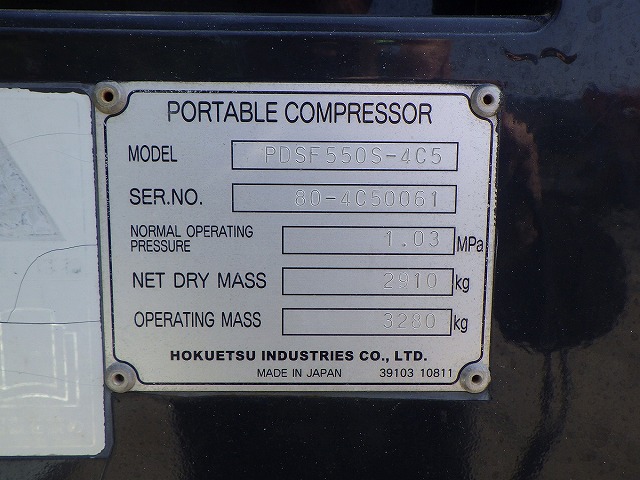 PORTABLE COMPRESSOR
MODEL PDSF550S-4C5
SER.NO. 80-4C50061
NORMAL OPERATING
PRESSURE 1.03 MPa
NET DRY MASS 2910 kg
OPERATING MASS 3280 kg
HOKUETSU INDUSTRIES CO., LTD.
MADE IN JAPAN 39103 10811